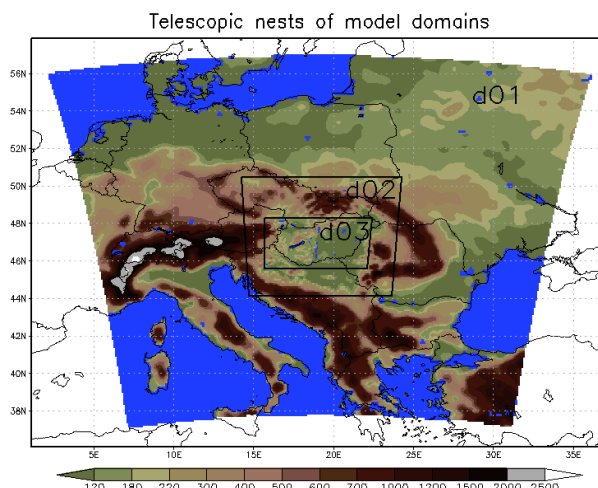 Telescopic nests of model domains
56N
54N
52N
50N
48N
46N
44N
42N
40N
38N
d01
d02
d03
5E 10E 15E 20E 25E 30E 35E
120 180 220 300 400 500 600 700 1000 1500 2000 2500